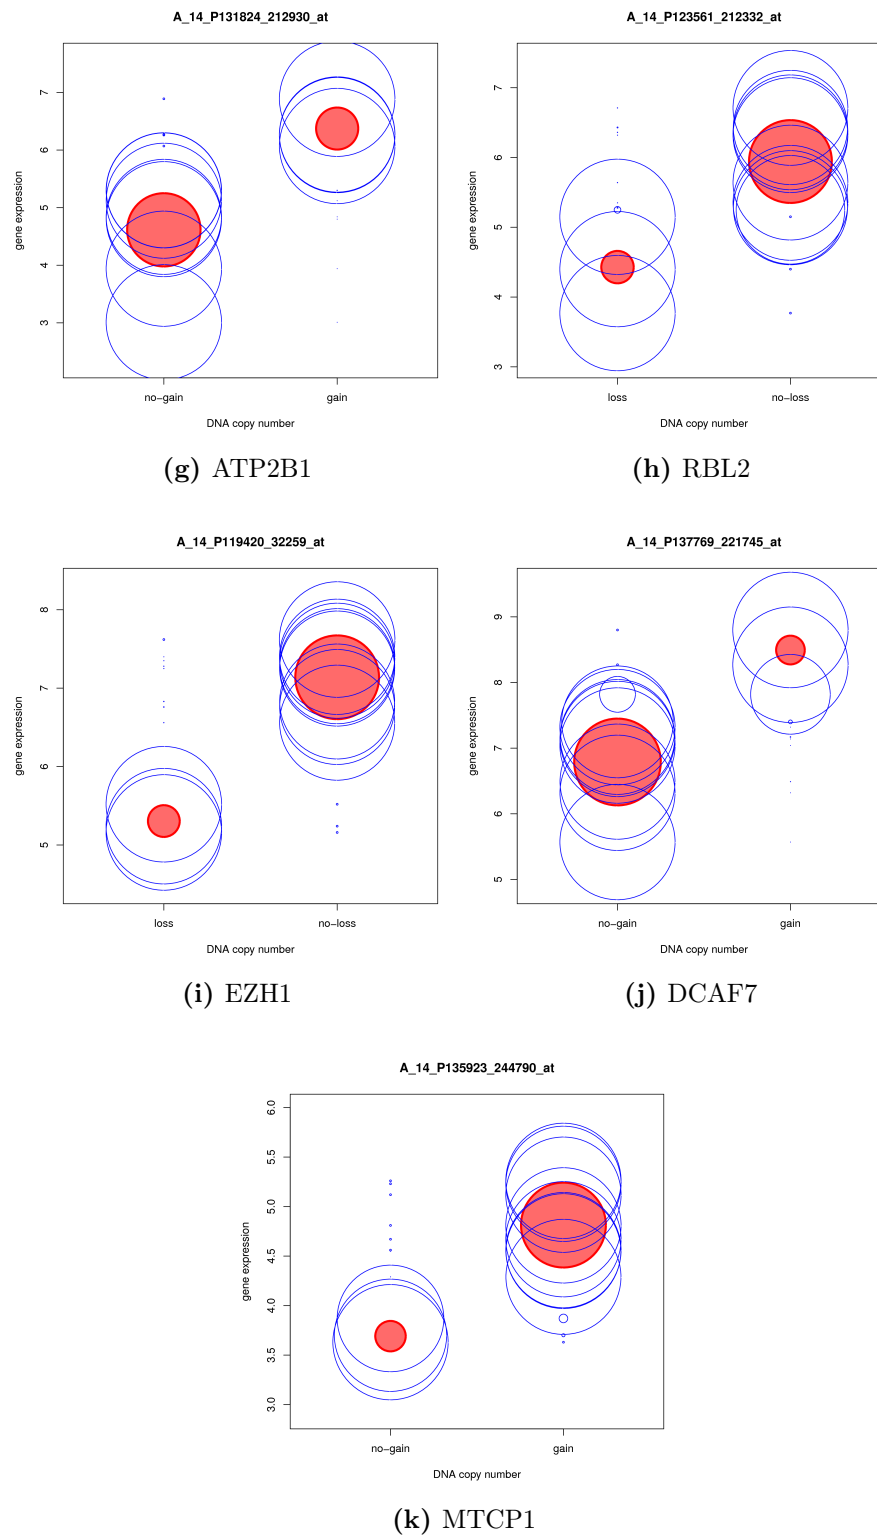 A_14_P131824_212930_at
gene expression
7
6
5
4
3
no−gain
gain
DNA copy number
(g) ATP2B1
A_14_P123561_212332_at
gene expression
7
6
5
4
3
loss
no−loss
DNA copy number
(h) RBL2
A_14_P119420_32259_at
gene expression
8
7
6
5
loss
no−loss
DNA copy number
(i) EZH1
A_14_P137769_221745_at
gene expression
9
8
7
6
5
no−gain
gain
DNA copy number
(j) DCAF7
A_14_P135923_244790_at
gene expression
6.0
5.5
5.0
4.5
4.0
3.5
3.0
no−gain
gain
DNA copy number
(k) MTCP1